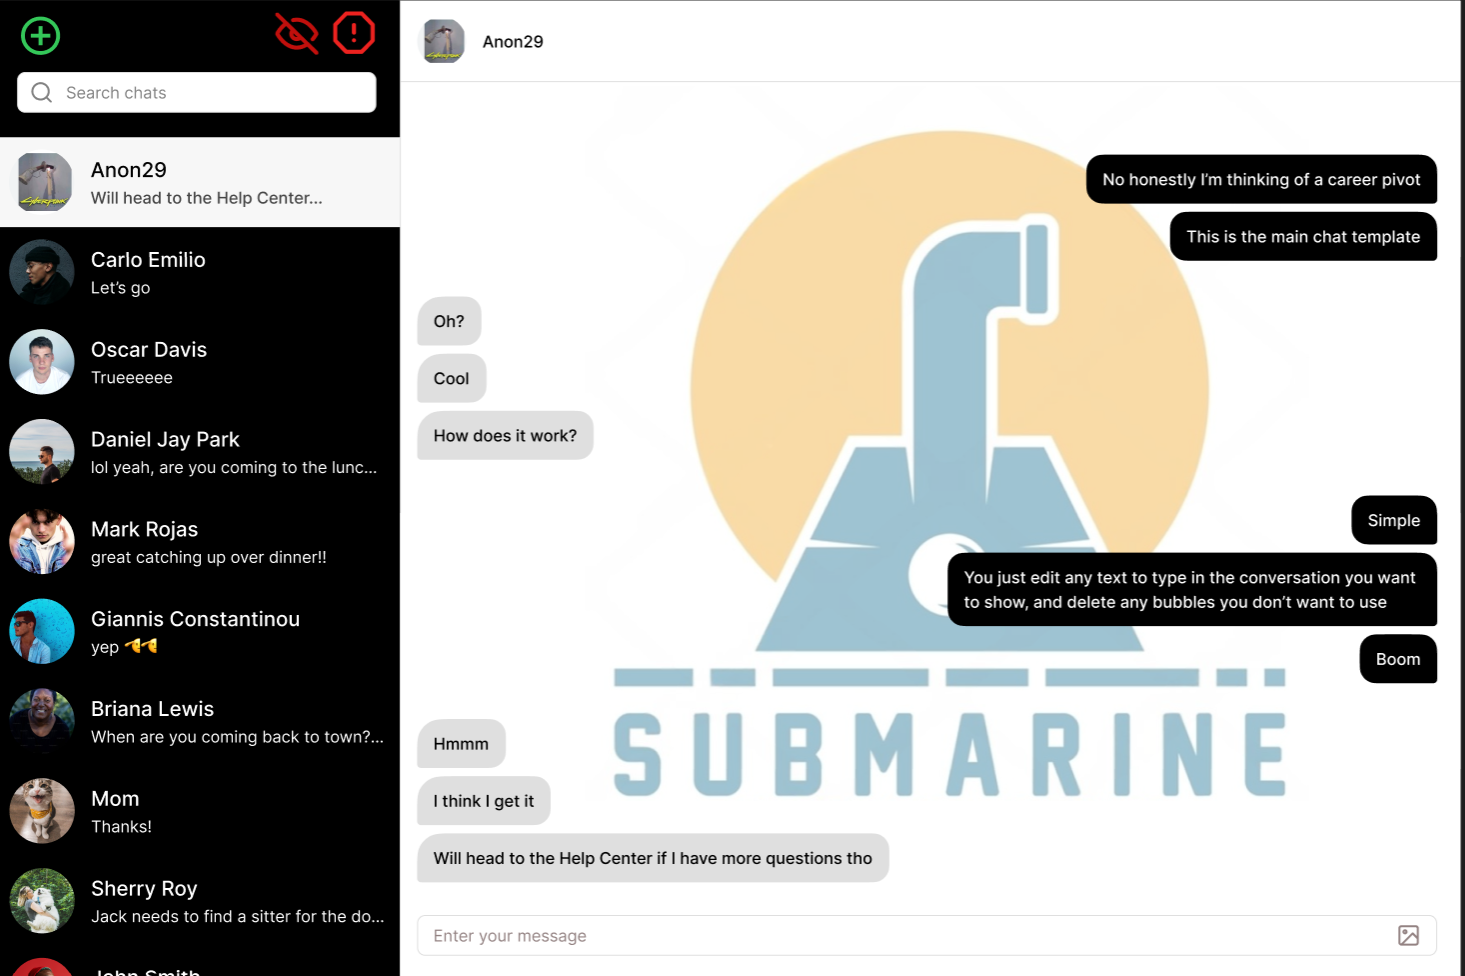 Search chats
Anon29
Will head to the Help Center...
Carlo Emilio
Let’s go
Oscar Davis
Trueeeeee
Daniel Jay Park
lol yeah, are you coming to the lunc...
Mark Rojas
great catching up over dinner!!
Giannis Constantinou
yep 🫱🫱
Briana Lewis
When are you coming back to town?...
Mom
Thanks!
Sherry Roy
Jack needs to find a sitter for the do...
John Smith
Anon29
No honestly I’m thinking of a career pivot
This is the main chat template
Oh?
Cool
How does it work?
Simple
You just edit any text to type in the conversation you want
to show, and delete any bubbles you don’t want to use
Boom
SUBMARINE
Hmmm
I think I get it
Will head to the Help Center if I have more questions tho
Enter your message